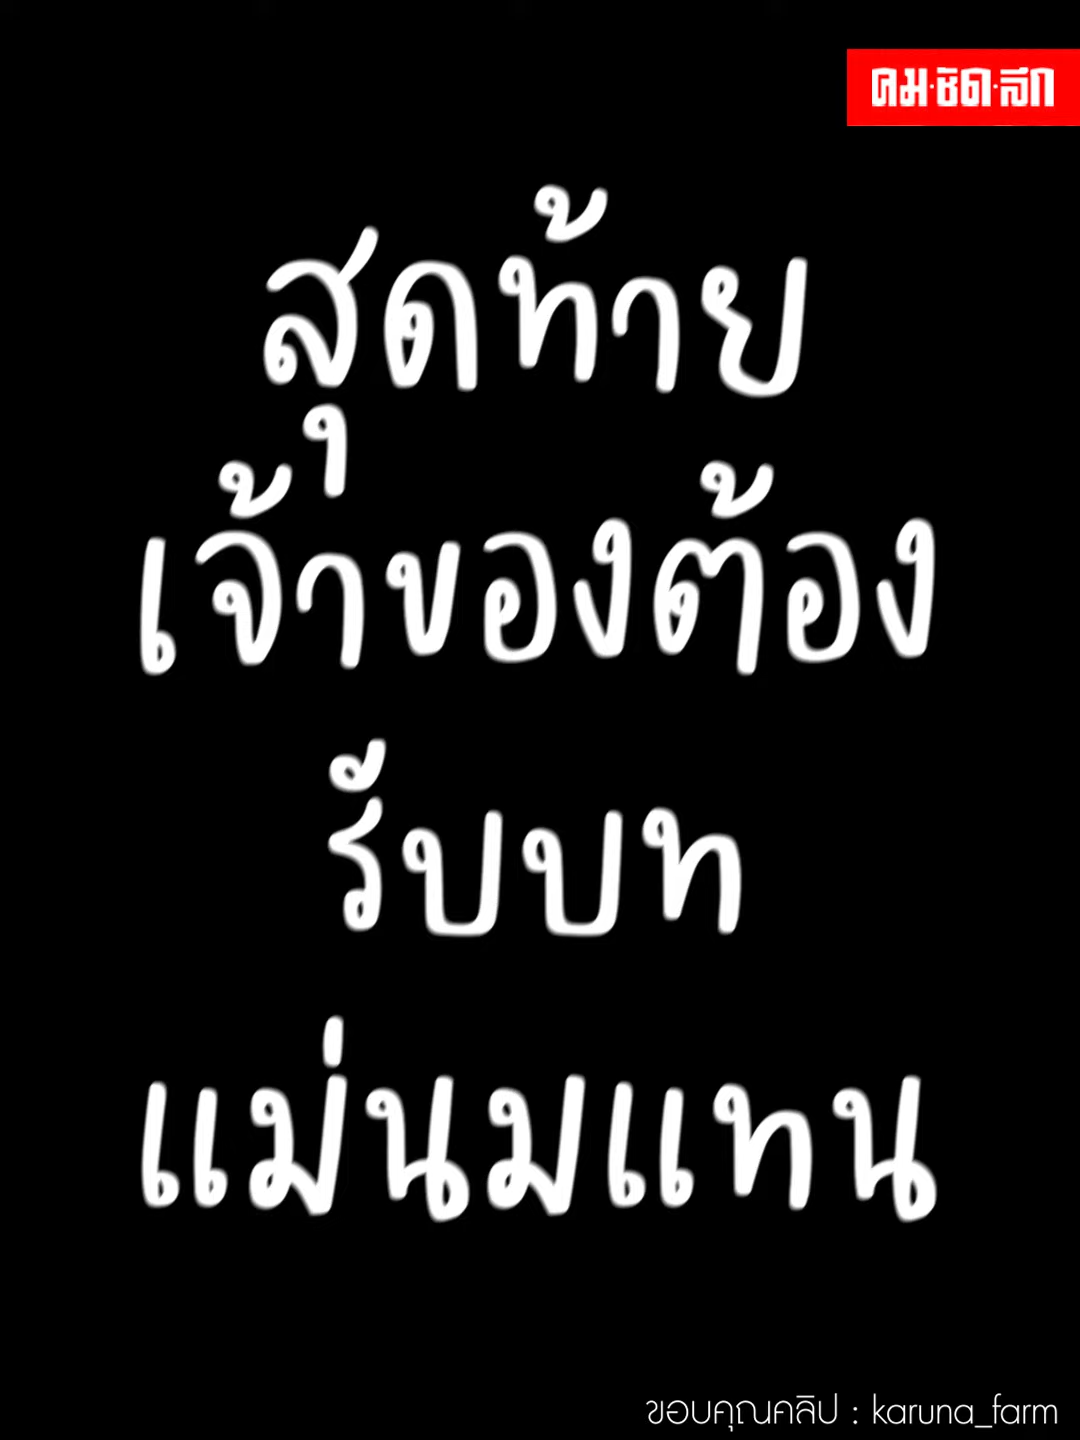 คม·ชัด·ลึก
สุดท้าย
เจ้าของต้อง
รับบท
แม่นมแทน
ขอบคุณคลิป : karuna_farm